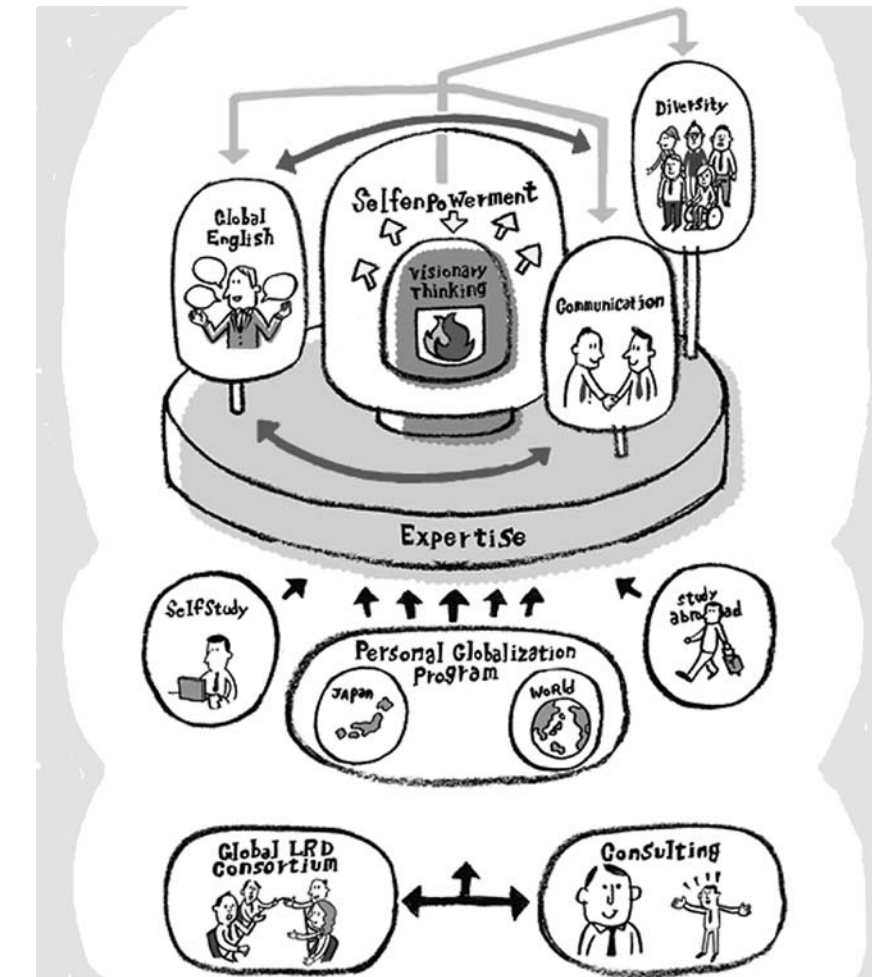 Diversity
Selfenpowerment
Global
English
Visionary
Thinking
Communication
Expertise
SelfStudy
Personal Globalization
Program
Japan
World
study
abroad
Global LRD
Consortium
Consulting